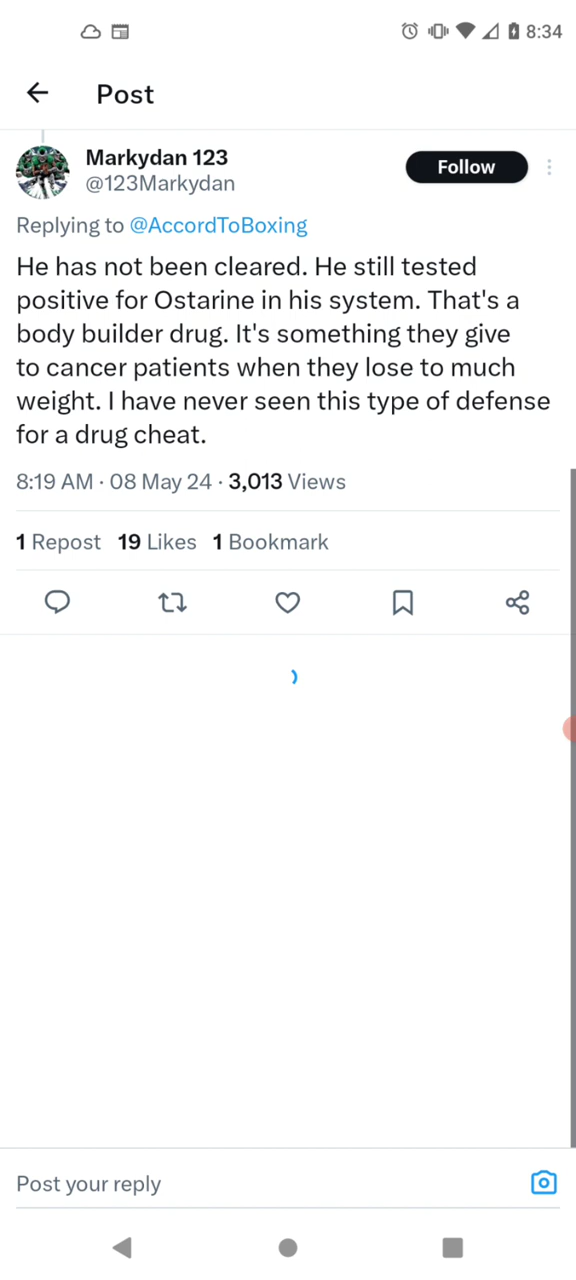 8:34
Post
Markydan 123
@123Markydan
Follow
Replying to @AccordToBoxing
He has not been cleared. He still tested
positive for Ostarine in his system. That's a
body builder drug. It's something they give
to cancer patients when they lose to much
weight. I have never seen this type of defense
for a drug cheat.
8:19 AM · 08 May 24 · 3,013 Views
1 Repost 19 Likes 1 Bookmark
Post your reply